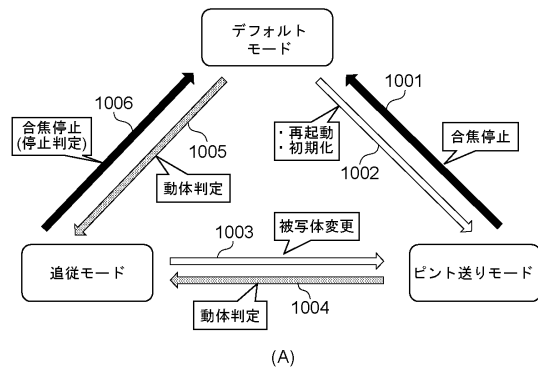 デフォルト
モード
1006
1001
合焦停止
(停止判定)
1005
・再起動
・初期化
1002
合焦停止
動体判定
1003
被写体変更
追従モード
ピント送りモード
1004
動体判定
(A)